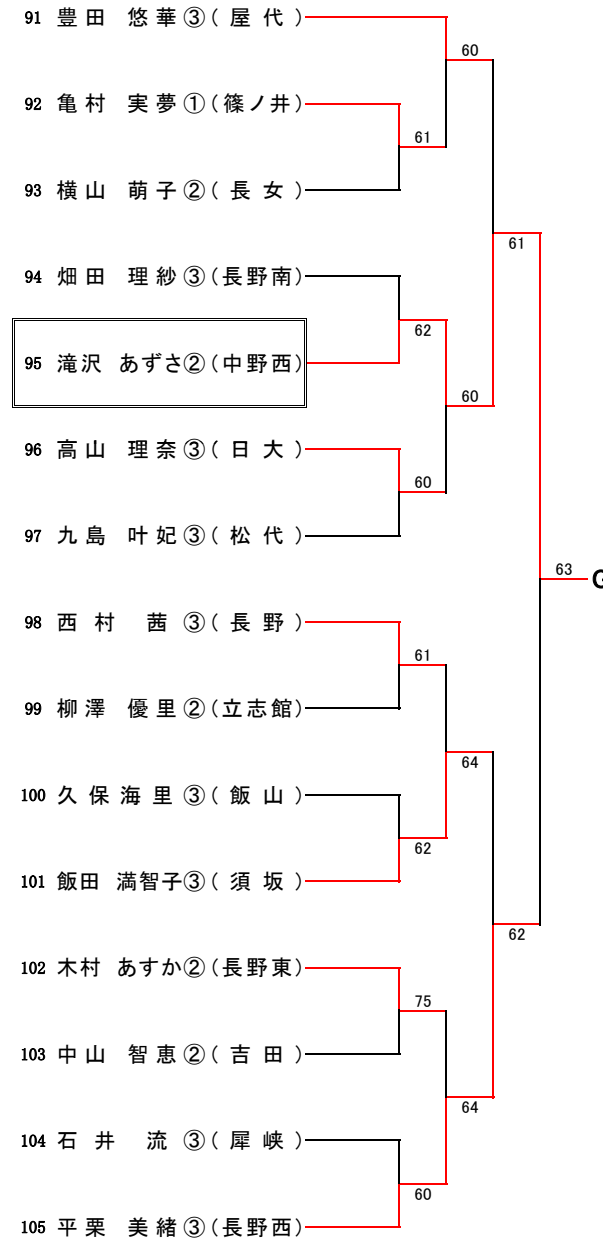 91 豊田 悠華③(屋代)
60
92 亀村 実夢①(篠ノ井)
61
93 横山 萌子②(長女)
61
94 畑田 理紗③(長野南)
62
95 滝沢 あずさ②(中野西)
60
96 高山 理奈③(日大)
60
97 九島 叶妃③(松代)
63 G
98 西村 茜③(長野)
61
99 柳澤 優里②(立志館)
64
100 久保海里③(飯山)
62
101 飯田 満智子③(須坂)
62
102 木村 あすか②(長野東)
75
103 中山 智恵②(吉田)
64
104 石井 流③(犀峡)
60
105 平栗 美緒③(長野西)